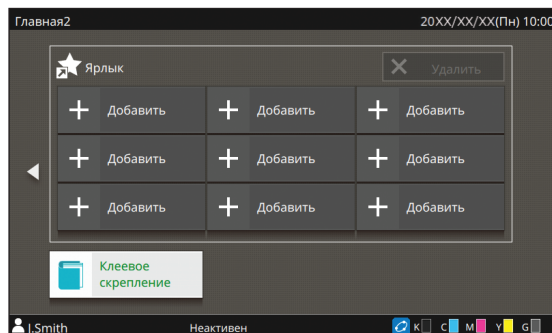 Главная2
20XX/XX/XX(Пн) 10:00
Ярлык
Удалить
Добавить Добавить Добавить
Добавить Добавить Добавить
Добавить Добавить Добавить
Клеевое
скрепление
J.Smith
Неактивен
K C M Y G